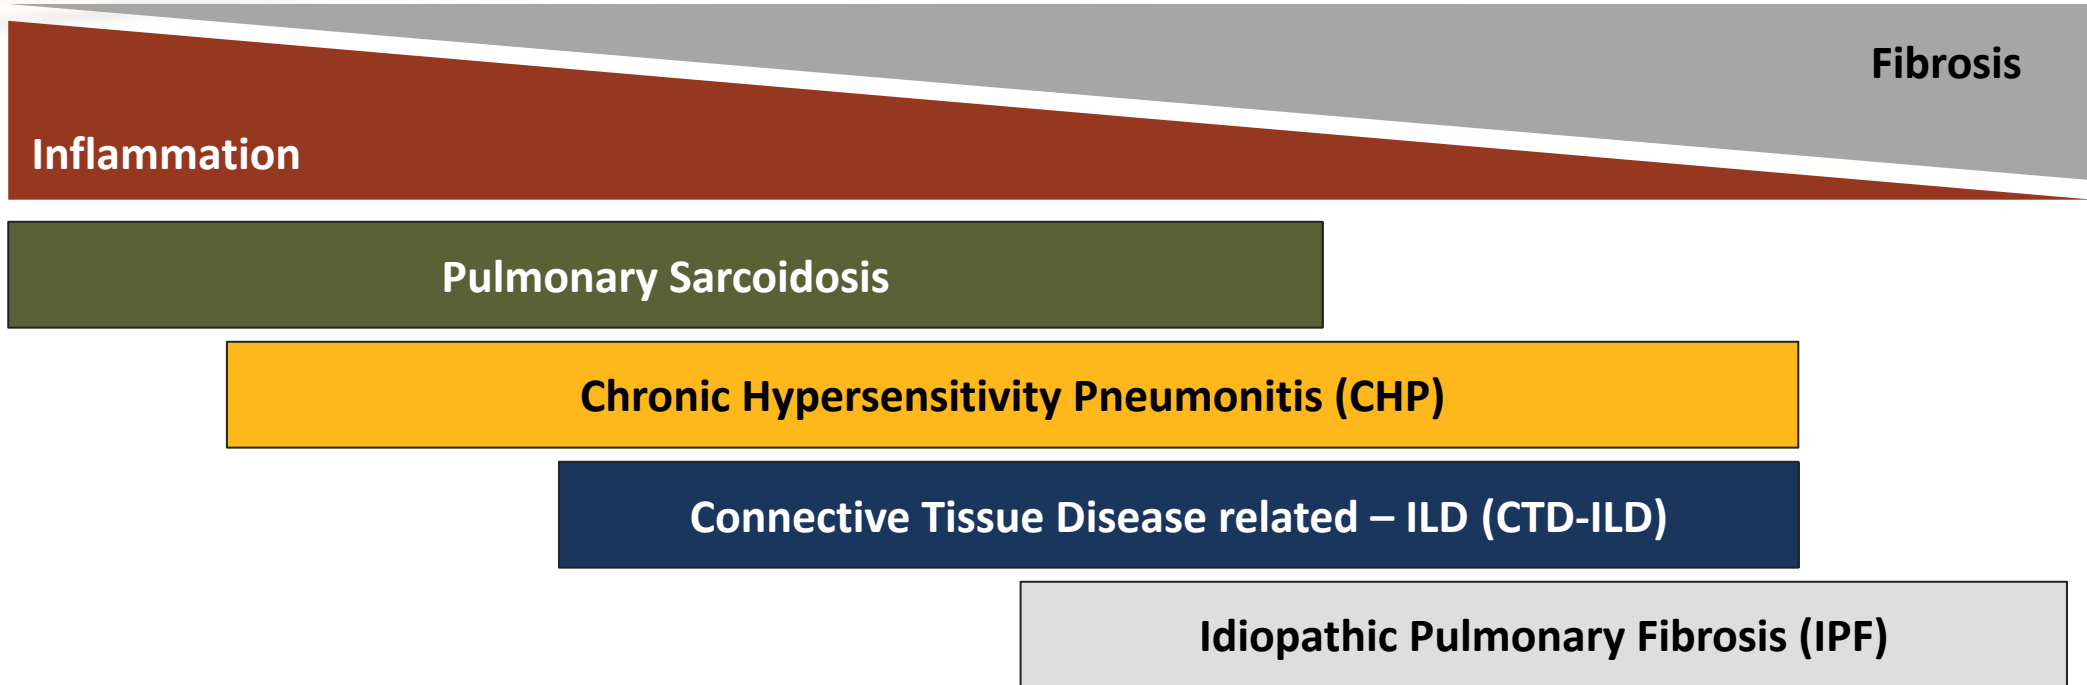 Fibrosis
Inflammation
Pulmonary Sarcoidosis
Chronic Hypersensitivity Pneumonitis (CHP)
Connective Tissue Disease related – ILD (CTD-ILD)
Idiopathic Pulmonary Fibrosis (IPF)